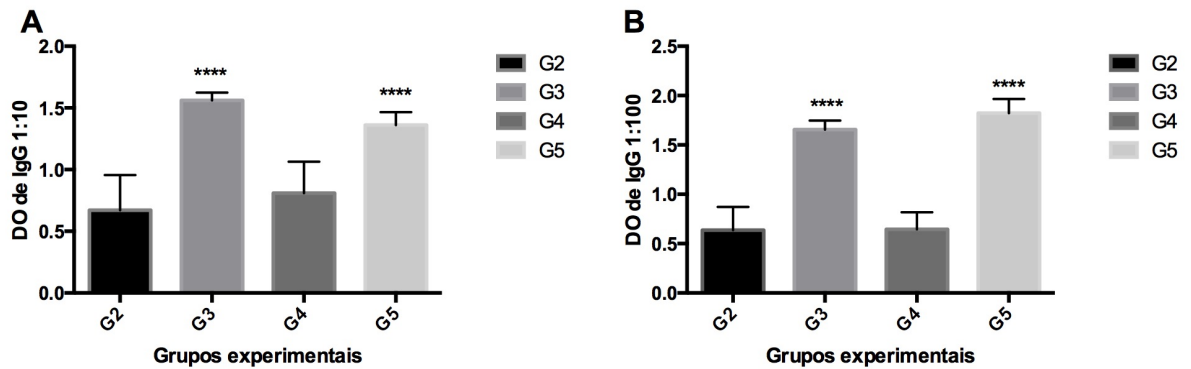 A
DO de IgG 1:10
2.0
1.5
1.0
0.5
0.0
****
****
G2
G3
G4
G5
Grupos experimentais
G2
G3
G4
G5
B
DO de IgG 1:100
2.5
2.0
1.5
1.0
0.5
0.0
****
****
G2
G3
G4
G5
Grupos experimentais
G2
G3
G4
G5